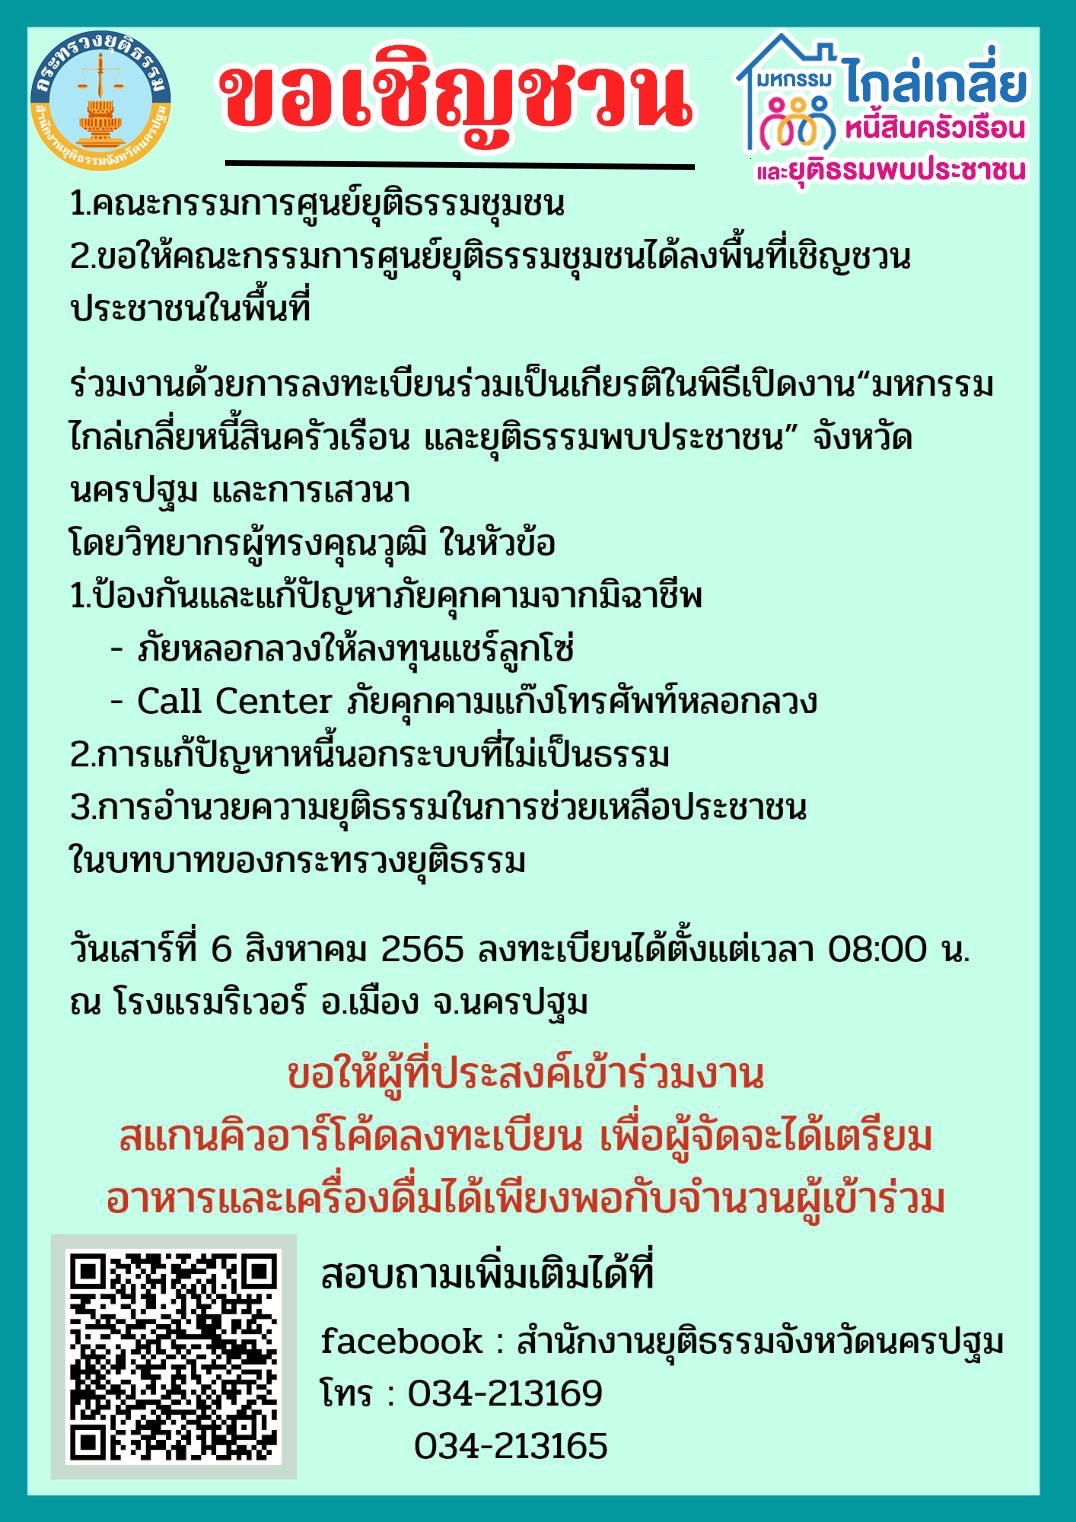 กระทรวงยุติธรรม
สำนักงานยุติธรรมจังหวัดนครปฐม
ขอเชิญชวน
มหกรรม
ไกล่เกลี่ย
หนี้สินครัวเรือน
และยุติธรรมพบประชาชน
1.คณะกรรมการศูนย์ยุติธรรมชุมชน
2.ขอให้คณะกรรมการศูนย์ยุติธรรมชุมชนได้ลงพื้นที่เชิญชวน
ประชาชนในพื้นที่
ร่วมงานด้วยการลงทะเบียนร่วมเป็นเกียรติในพิธีเปิดงาน“มหกรรม
ไกล่เกลี่ยหนี้สินครัวเรือน และยุติธรรมพบประชาชน” จังหวัด
นครปฐม และการเสวนา
โดยวิทยากรผู้ทรงคุณวุฒิ ในหัวข้อ
1.ป้องกันและแก้ปัญหาภัยคุกคามจากมิฉาชีพ
- ภัยหลอกลวงให้ลงทุนแชร์ลูกโซ่
- Call Center ภัยคุกคามแก๊งโทรศัพท์หลอกลวง
2.การแก้ปัญหาหนี้นอกระบบที่ไม่เป็นธรรม
3.การอำนวยความยุติธรรมในการช่วยเหลือประชาชน
ในบทบาทของกระทรวงยุติธรรม
วันเสาร์ที่ 6 สิงหาคม 2565 ลงทะเบียนได้ตั้งแต่เวลา 08:00 น.
ณ โรงแรมริเวอร์ อ.เมือง จ.นครปฐม
ขอให้ผู้ที่ประสงค์เข้าร่วมงาน
สแกนคิวอาร์โค้ดลงทะเบียน เพื่อผู้จัดจะได้เตรียม
อาหารและเครื่องดื่มได้เพียงพอกับจำนวนผู้เข้าร่วม
สอบถามเพิ่มเติมได้ที่
facebook : สำนักงานยุติธรรมจังหวัดนครปฐม
โทร : 034-213169
034-213165